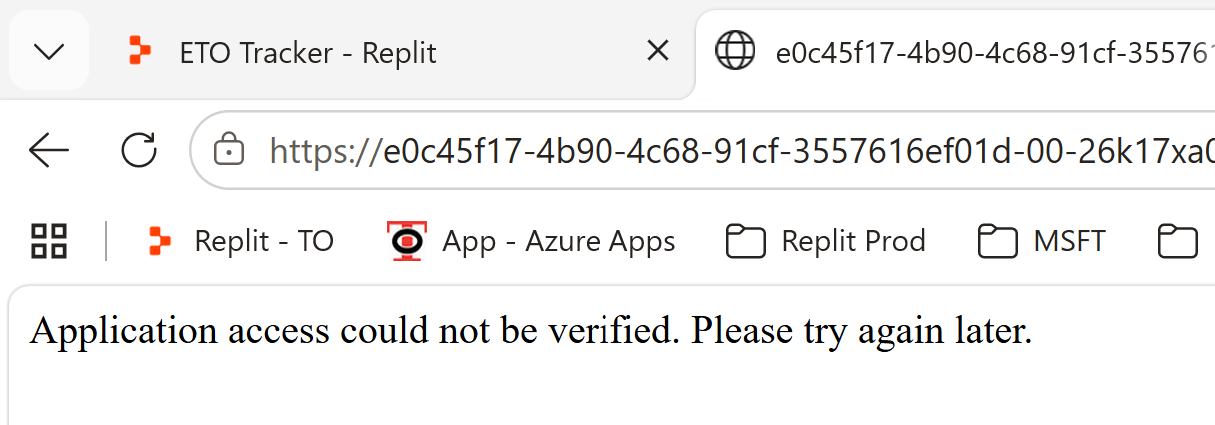 ETO Tracker - Replit
e0c45f17-4b90-4c68-91cf-355761
https://e0c45f17-4b90-4c68-91cf-3557616ef01d-00-26k17xa0
Replit - TO App - Azure Apps Replit Prod MSFT
Application access could not be verified. Please try again later.